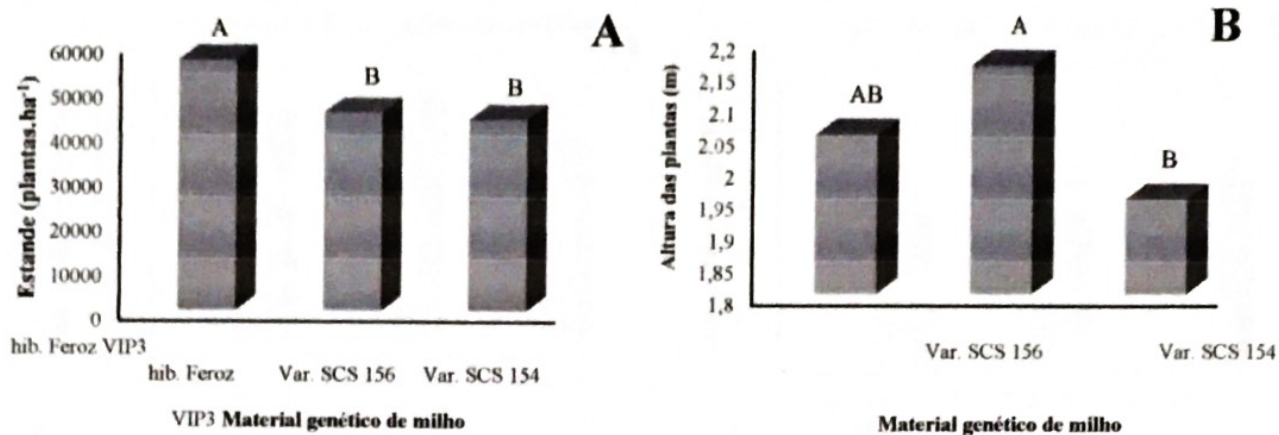 A
A
B
B
Estande (plantas.ha⁻¹)
60000
50000
40000
30000
20000
10000
0
hib. Feroz VIP3
hib. Feroz
Var. SCS 156
Var. SCS 154
VIP3 Material genético de milho
B
A
AB
B
Altura das plantas (m)
2,2
2,15
2,1
2,05
2
1,95
1,9
1,85
1,8
Var. SCS 156
Var. SCS 154
Material genético de milho